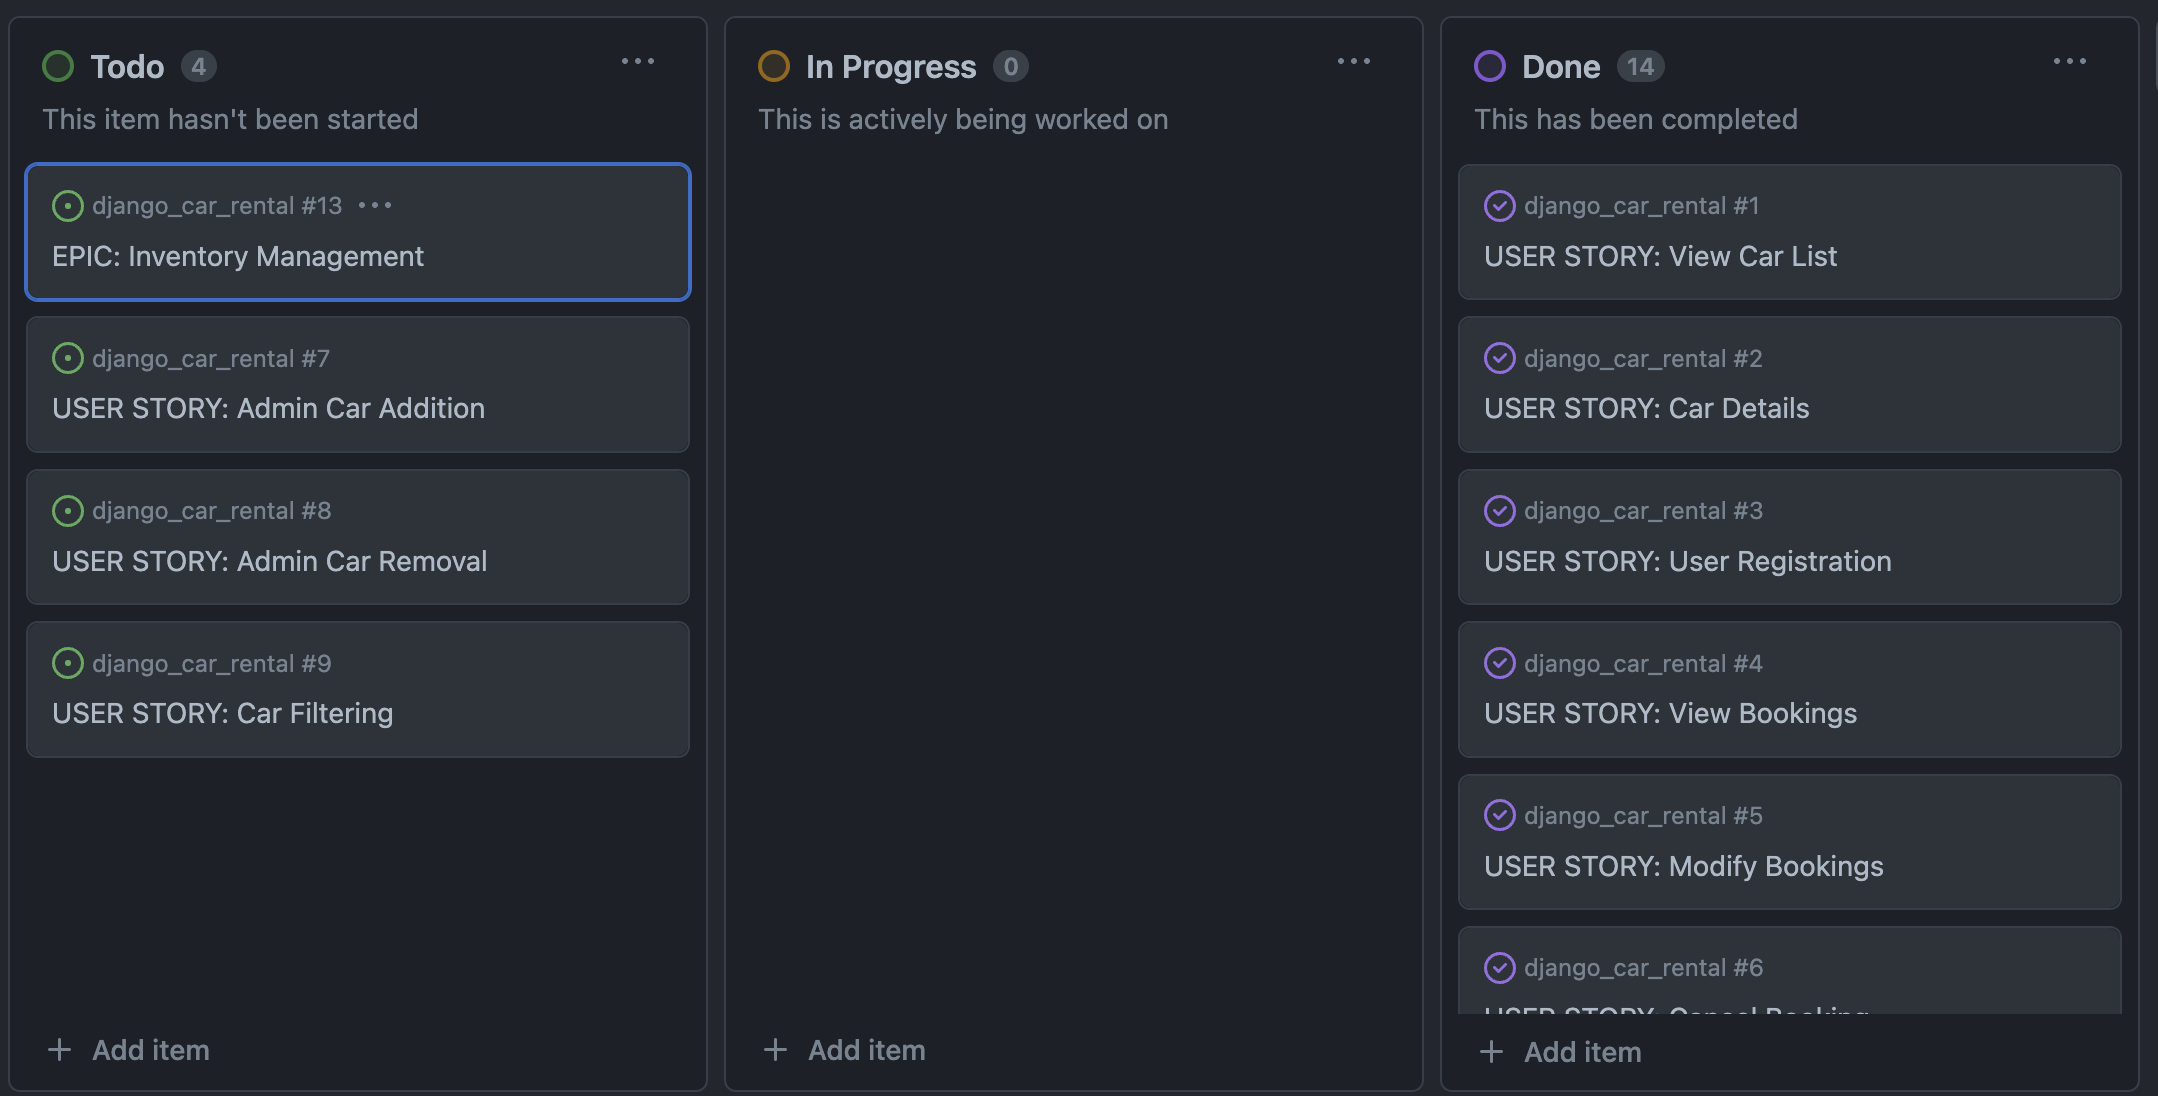 Todo 4
This item hasn't been started
django_car_rental #13
EPIC: Inventory Management
django_car_rental #7
USER STORY: Admin Car Addition
django_car_rental #8
USER STORY: Admin Car Removal
django_car_rental #9
USER STORY: Car Filtering
Add item
In Progress 0
This is actively being worked on
Add item
Done 14
This has been completed
django_car_rental #1
USER STORY: View Car List
django_car_rental #2
USER STORY: Car Details
django_car_rental #3
USER STORY: User Registration
django_car_rental #4
USER STORY: View Bookings
django_car_rental #5
USER STORY: Modify Bookings
django_car_rental #6
USER STORY: Cancel Booking
Add item